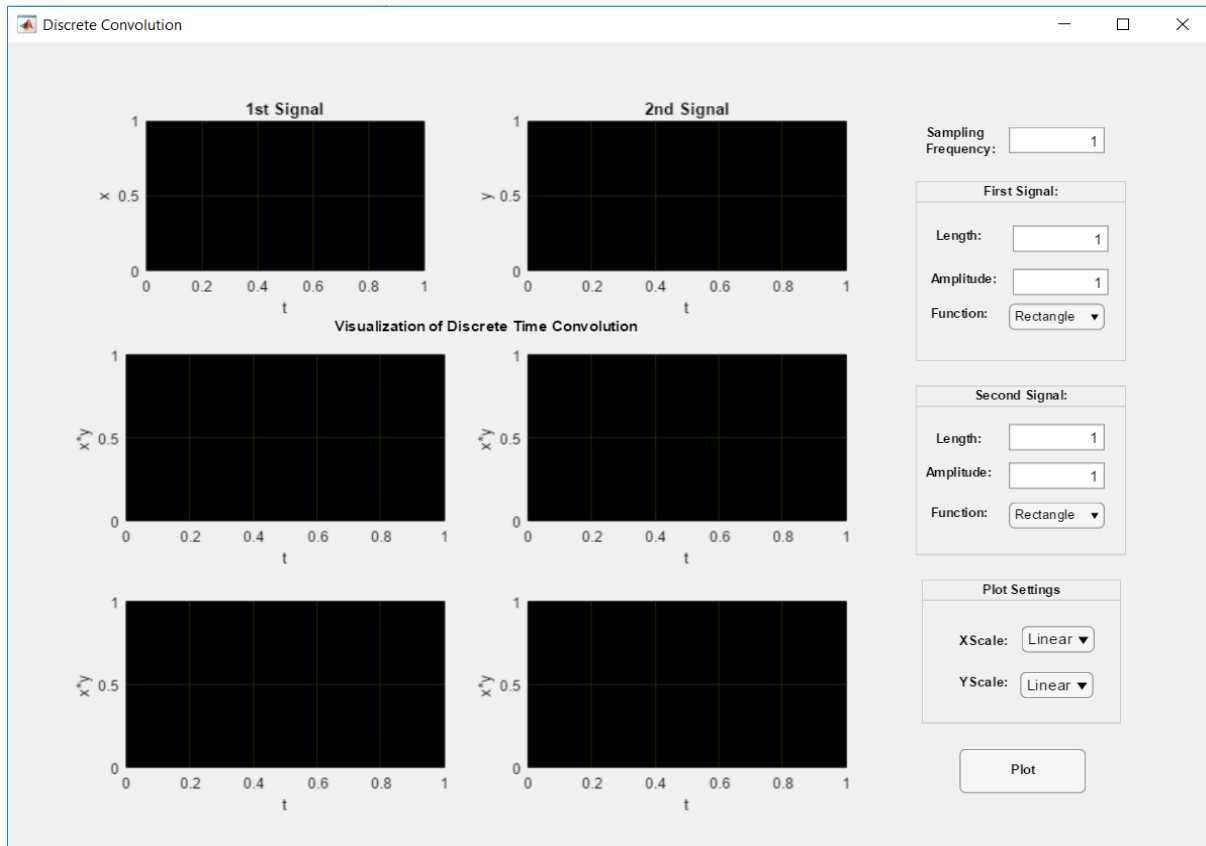 Discrete Convolution
1st Signal
1
0.5
0
x
0 0.2 0.4 0.6 0.8 1
t
2nd Signal
1
0.5
0
y
0 0.2 0.4 0.6 0.8 1
t
Visualization of Discrete Time Convolution
1
0.5
0
x*y
0 0.2 0.4 0.6 0.8 1
t
1
0.5
0
x*y
0 0.2 0.4 0.6 0.8 1
t
1
0.5
0
x*y
0 0.2 0.4 0.6 0.8 1
t
1
0.5
0
x*y
0 0.2 0.4 0.6 0.8 1
t
Sampling
Frequency: 1
First Signal:
Length: 1
Amplitude: 1
Function: Rectangle
Second Signal:
Length: 1
Amplitude: 1
Function: Rectangle
Plot Settings
XScale: Linear
YScale: Linear
Plot